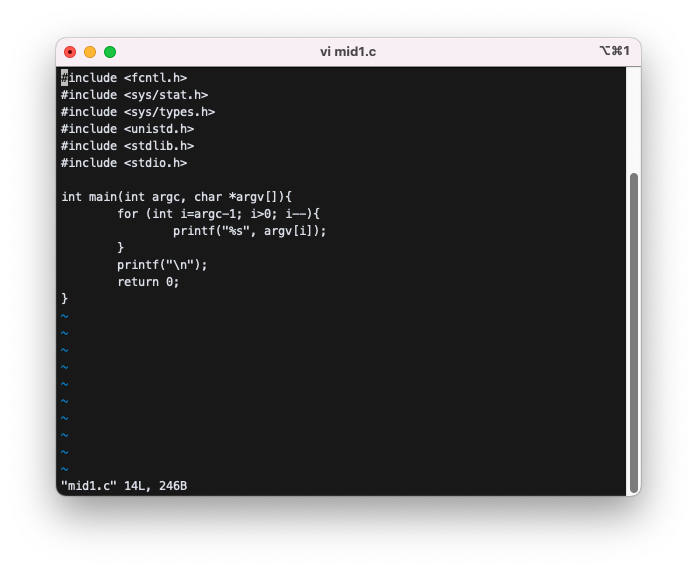 vi mid1.c ⌥⌘1
#include <fcntl.h>
#include <sys/stat.h>
#include <sys/types.h>
#include <unistd.h>
#include <stdlib.h>
#include <stdio.h>

int main(int argc, char *argv[]){
        for (int i=argc-1; i>0; i--){
                printf("%s", argv[i]);
        }
        printf("\n");
        return 0;
}
~
~
~
~
~
~
~
~
~
~
"mid1.c" 14L, 246B